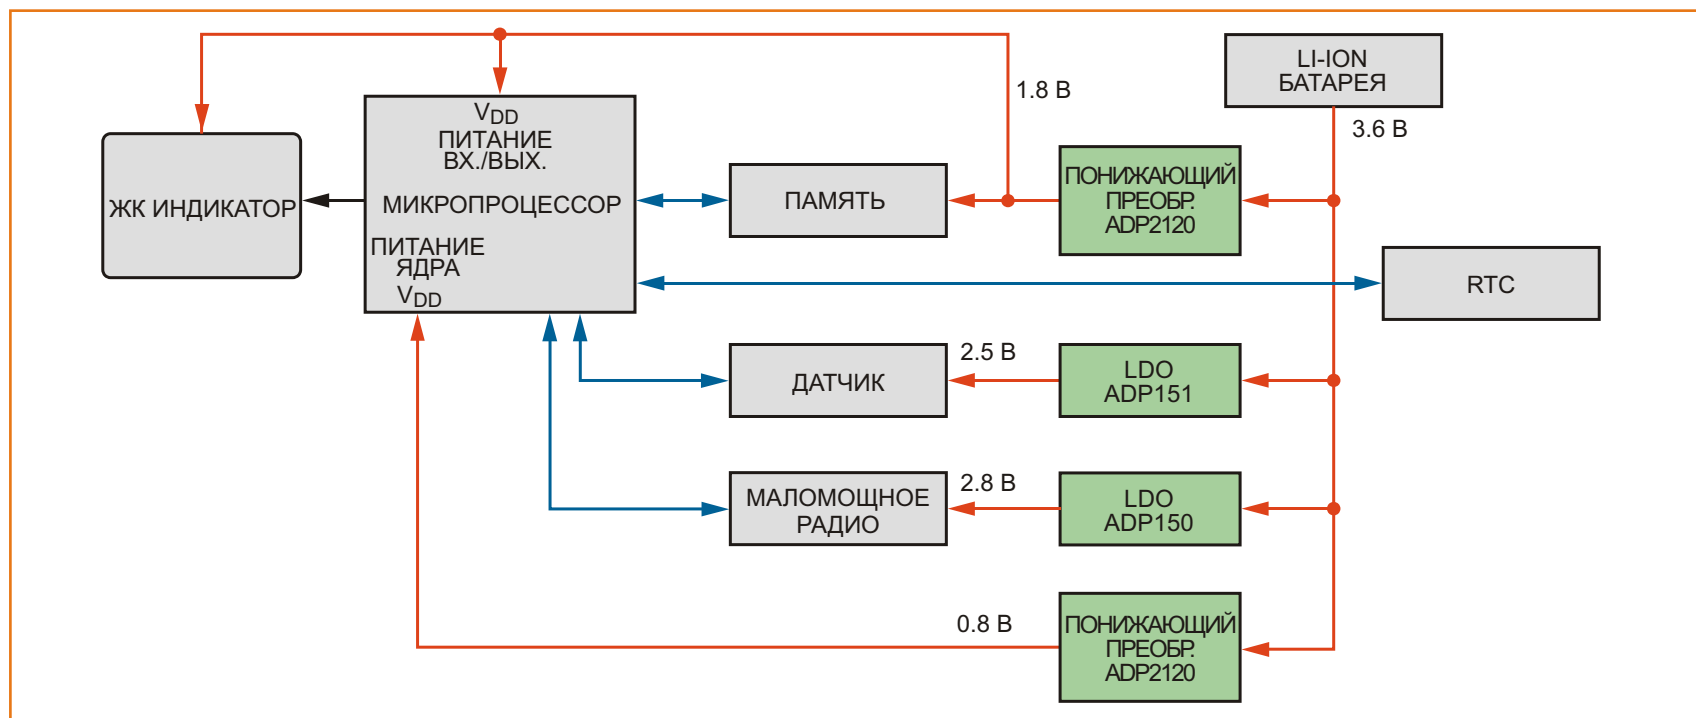 LI-ION
БАТАРЕЯ
1.8 В
3.6 В
VDD
ПИТАНИЕ
ВХ./ВЫХ.
МИКРОПРОЦЕССОР
ПИТАНИЕ
ЯДРА
VDD
ЖК ИНДИКАТОР
ПАМЯТЬ
ПОНИЖАЮЩИЙ
ПРЕОБР.
ADP2120
RTC
ДАТЧИК
2.5 В
LDO
ADP151
МАЛОМОЩНОЕ
РАДИО
2.8 В
LDO
ADP150
0.8 В
ПОНИЖАЮЩИЙ
ПРЕОБР.
ADP2120